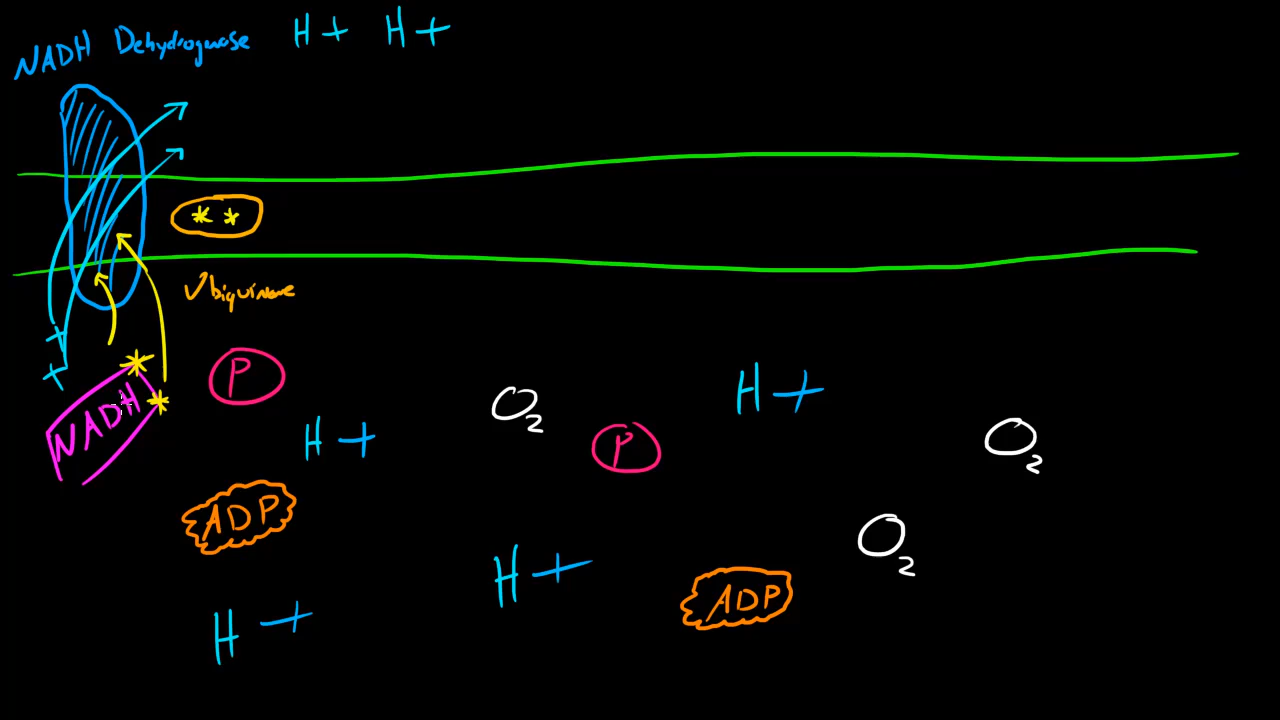 NADH Dehydrogenase H+ H+
Ubiquinone
P
NADH
O2
H+
H+
P
O2
ADP
O2
H+
ADP
H+